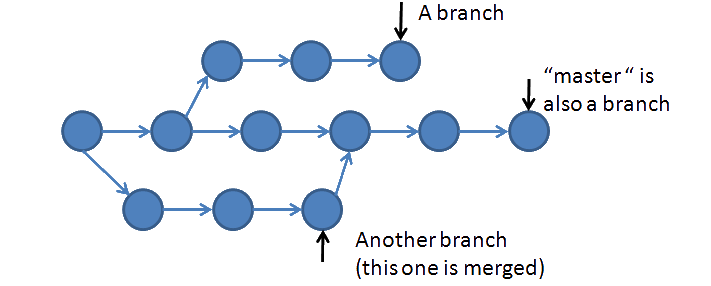 A branch
“master “ is
also a branch
Another branch
(this one is merged)